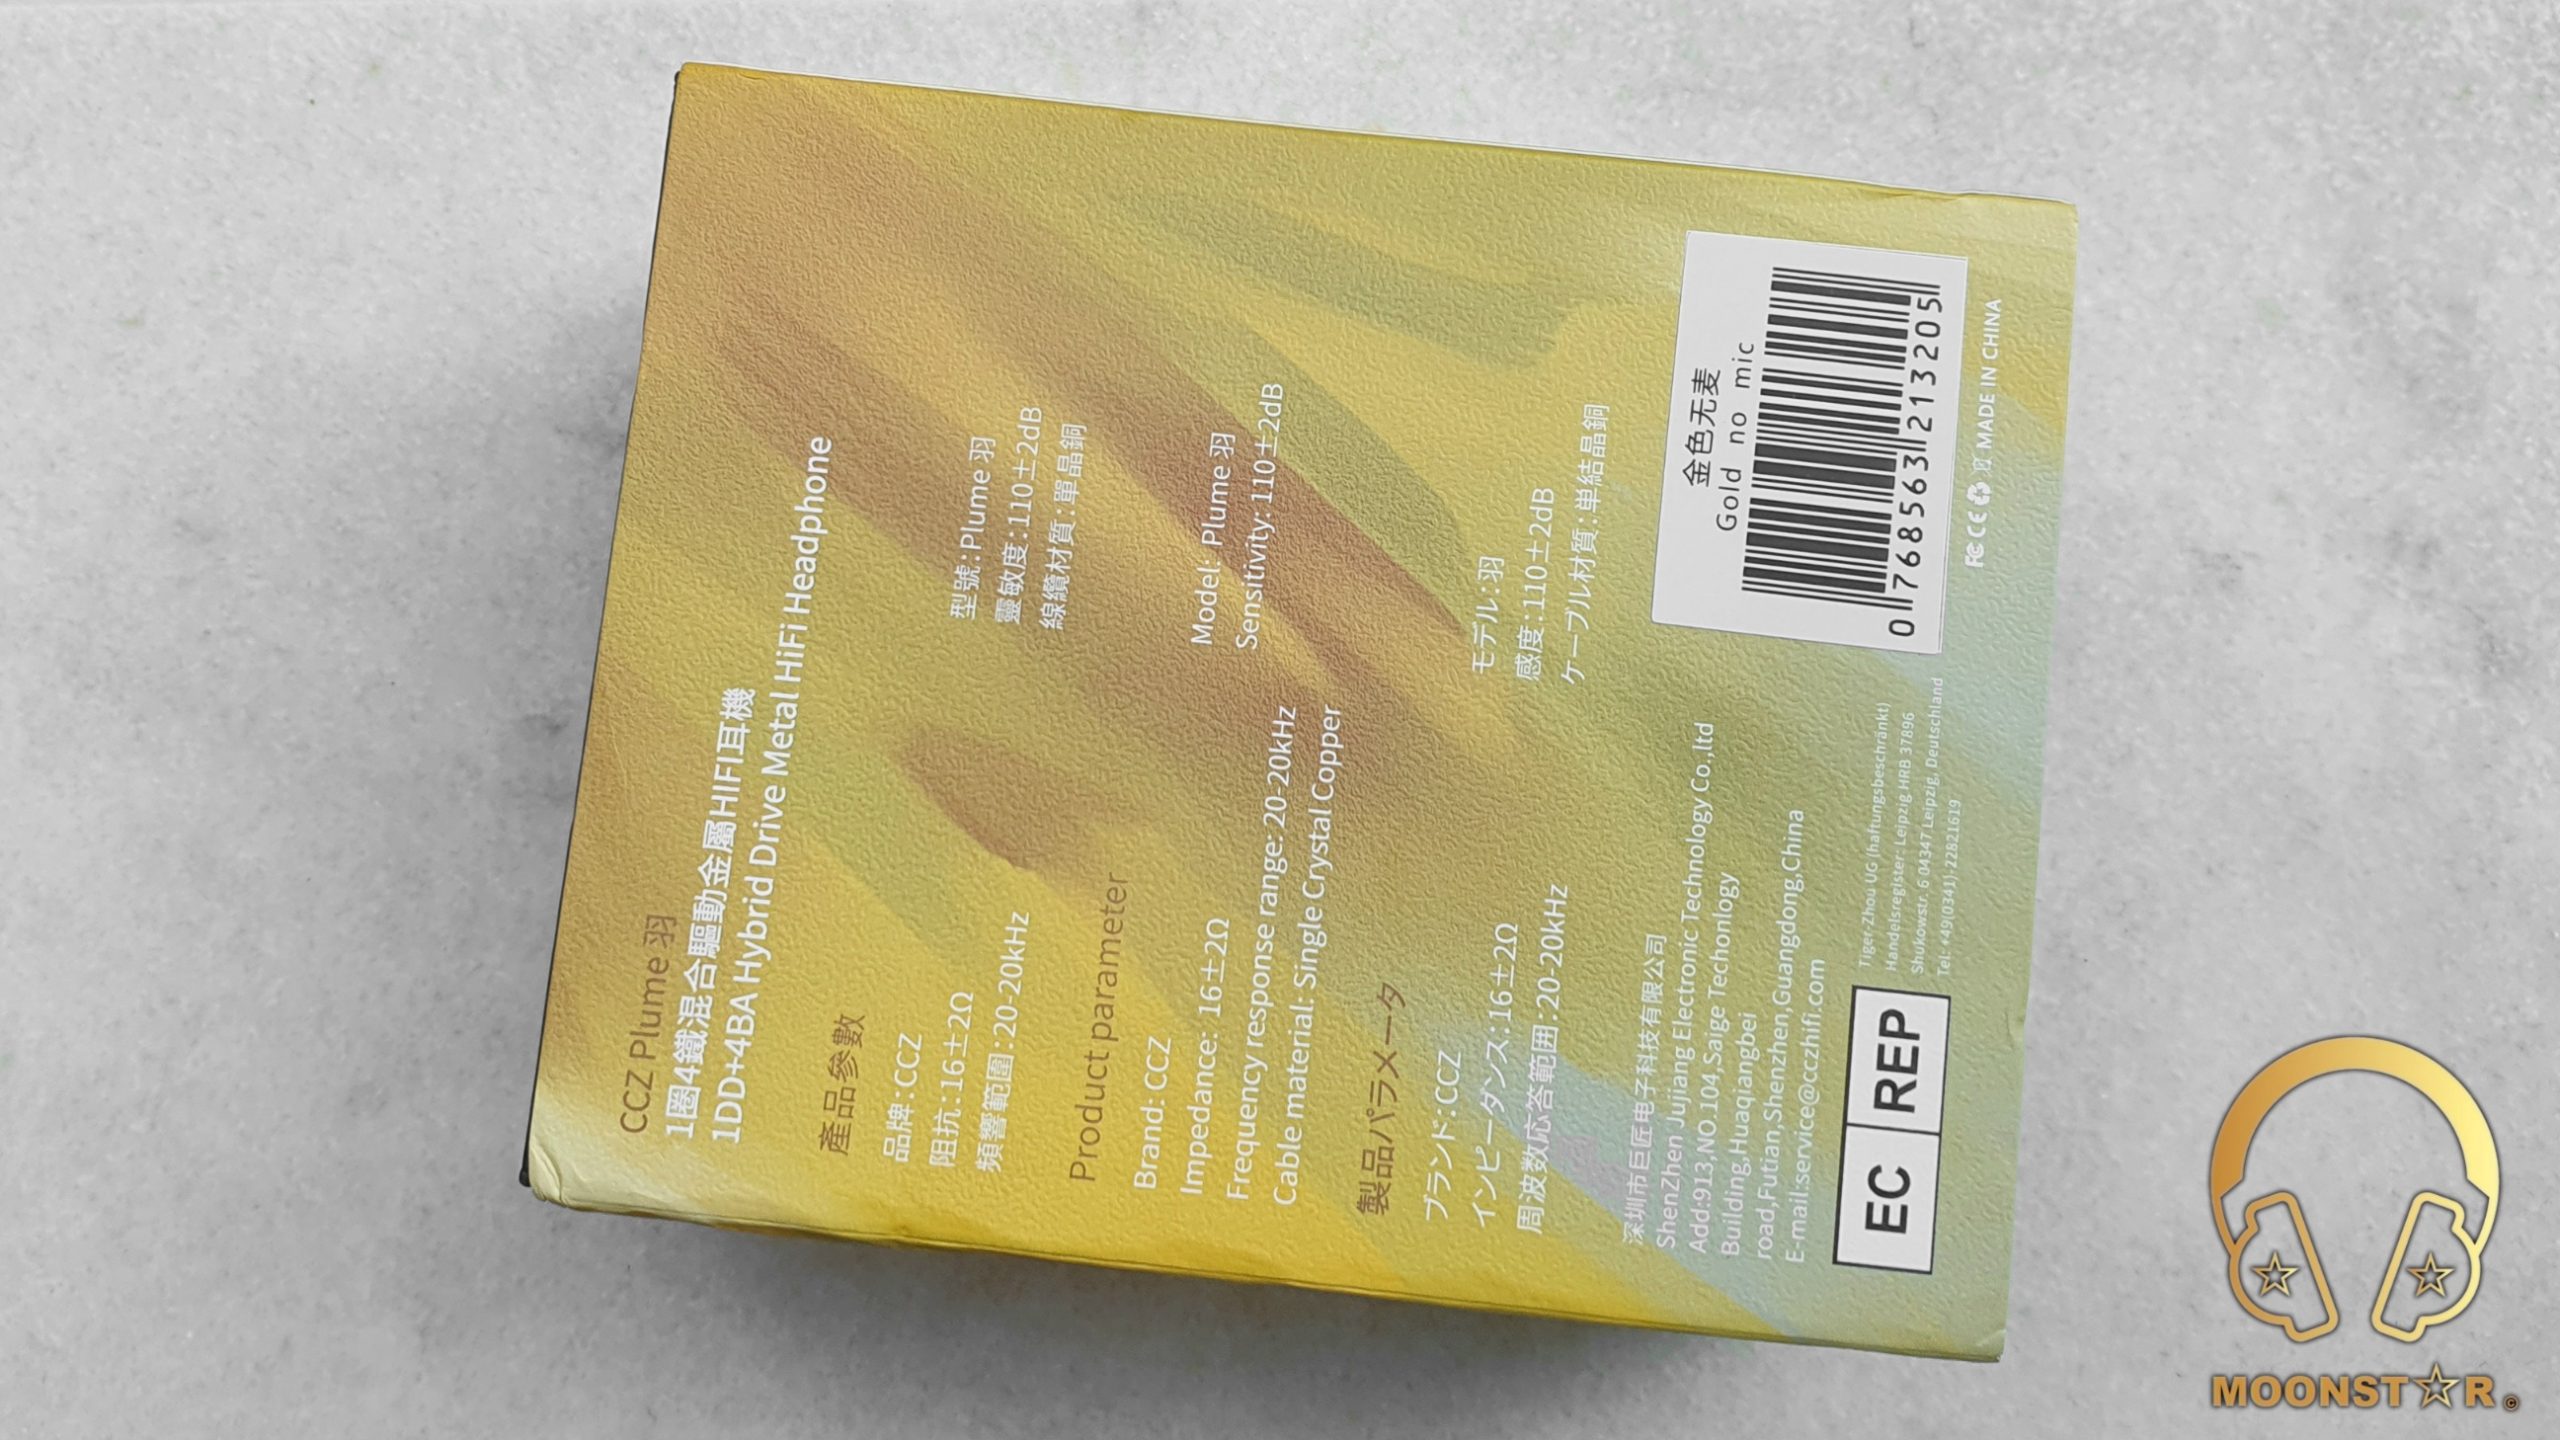 CCZ Plume 羽
1圈4鐵混合驅動金屬HIFI耳機
1DD+4BA Hybrid Drive Metal HiFi Headphone
產品參數
品牌:CCZ
型號:Plume 羽
阻抗:16±2Ω
靈敏度:110±2dB
頻響範圍:20-20kHz
線纜材質:單晶銅
Product parameter
Brand: CCZ
Model: Plume 羽
Impedance: 16±2Ω
Sensitivity: 110±2dB
Frequency response range: 20-20kHz
Cable material: Single Crystal Copper
製品パラメータ
ブランド:CCZ
モデル:羽
インピーダンス:16±2Ω
感度:110±2dB
周波数応答範囲:20-20kHz
ケーブル材質:単結晶銅
深圳市巨匠电子科技有限公司
ShenZhen Jujiang Electronic Technology Co.,ltd
Add:913,NO.104,Saige Techonlogy
Building,Huaqiangbei
road,Futian,Shenzhen,Guangdong,China
E-mail:service@cczhifi.com
EC REP
Tiger-Zhou UG (haftungsbeschränkt)
Handelsregister: Leipzig HRB 37896
Shukowstr. 6 04347 Leipzig, Deutschland
Tel: +49(0341) 22821619
金色无麦
Gold no mic
0 768563 213205
FC CE MADE IN CHINA
MOONST☆R ©